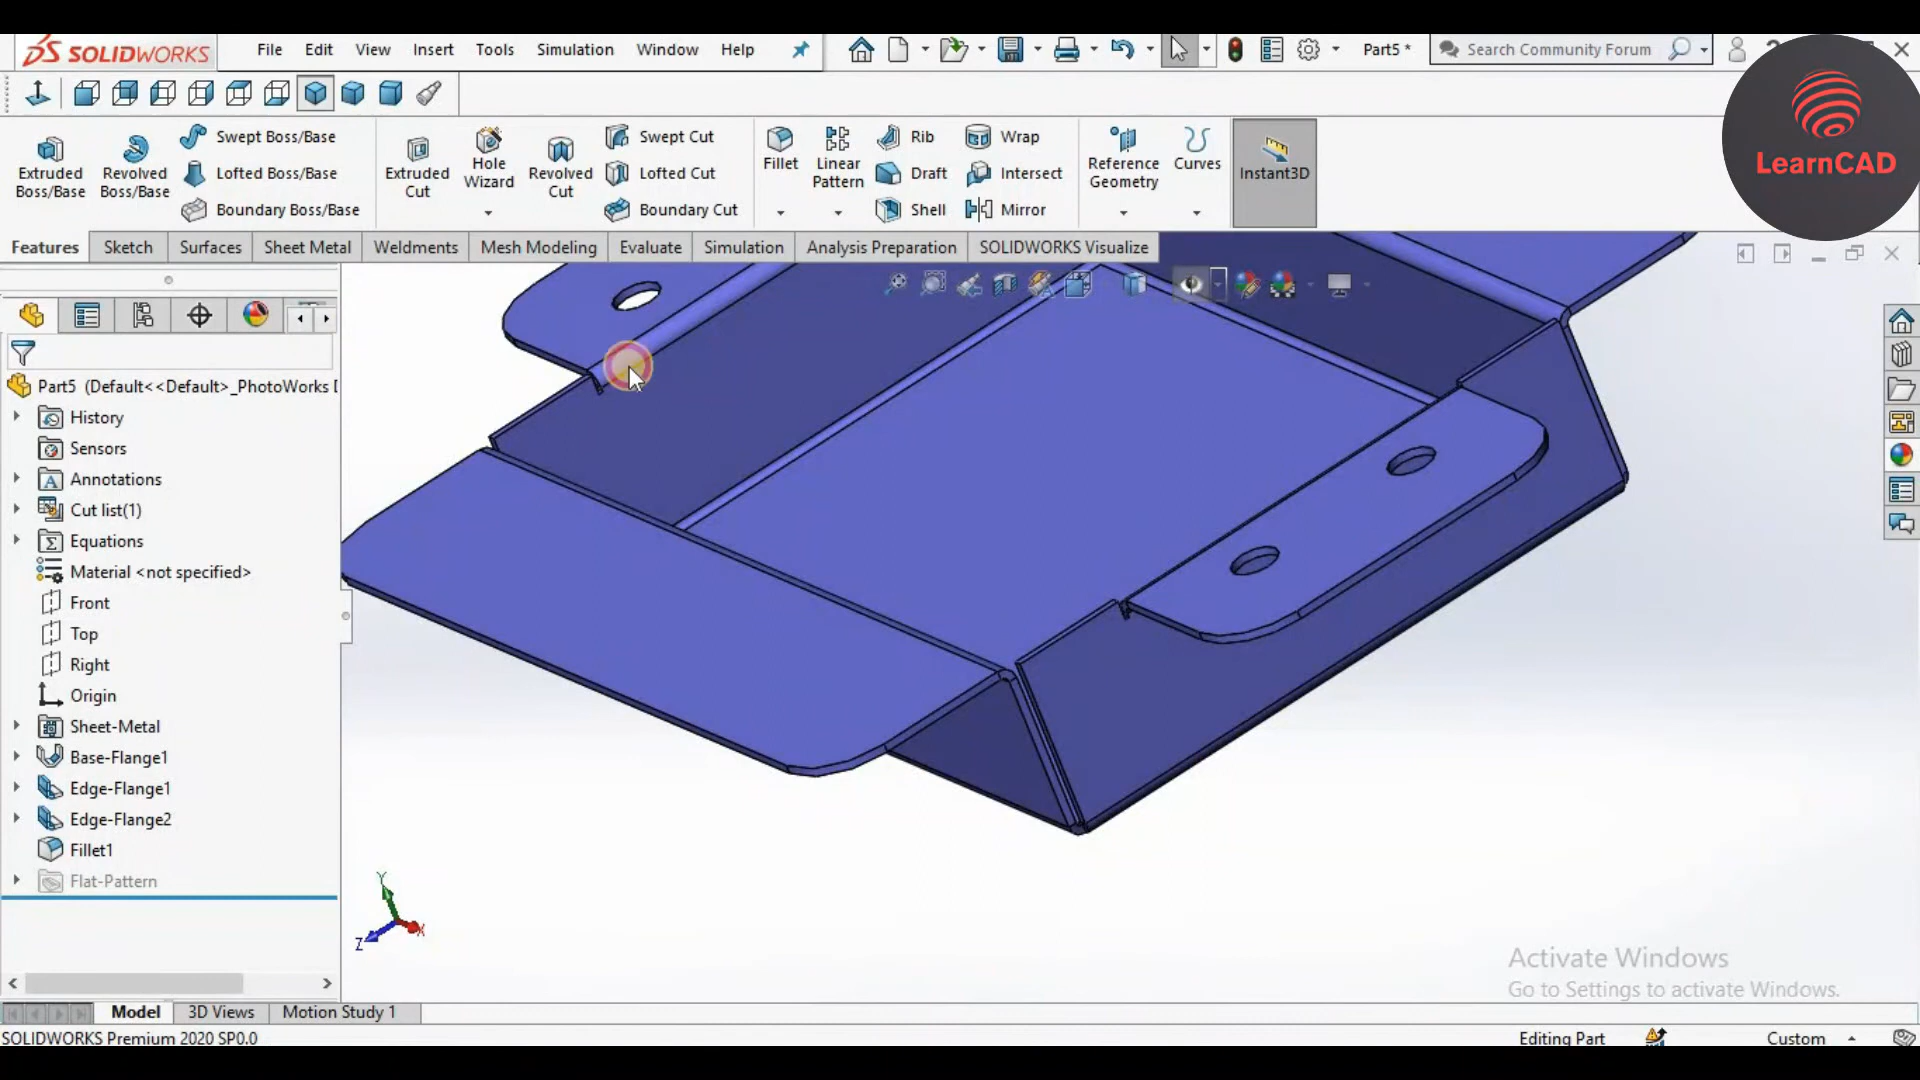 SOLIDWORKS
File Edit View Insert Tools Simulation Window Help
Part5 *
Search Community Forum
LearnCAD
Extruded Boss/Base
Revolved Boss/Base
Swept Boss/Base
Lofted Boss/Base
Boundary Boss/Base
Extruded Cut
Hole Wizard
Revolved Cut
Swept Cut
Lofted Cut
Boundary Cut
Fillet
Linear Pattern
Rib
Draft
Shell
Wrap
Intersect
Mirror
Reference Geometry
Curves
Instant3D
Features Sketch Surfaces Sheet Metal Weldments Mesh Modeling Evaluate Simulation Analysis Preparation SOLIDWORKS Visualize
Part5 (Default<<Default>_PhotoWorks D
History
Sensors
Annotations
Cut list(1)
Equations
Material <not specified>
Front
Top
Right
Origin
Sheet-Metal
Base-Flange1
Edge-Flange1
Edge-Flange2
Fillet1
Flat-Pattern
Y
X
Z
Activate Windows
Go to Settings to activate Windows.
Model 3D Views Motion Study 1
SOLIDWORKS Premium 2020 SP0.0
Editing Part
Custom